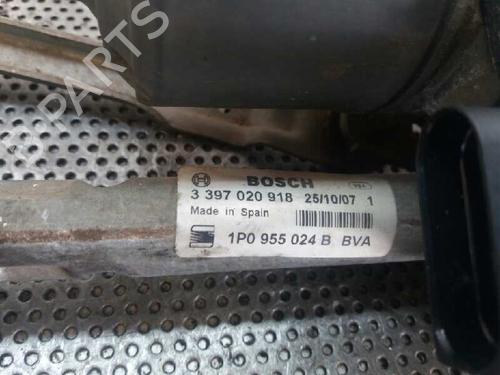 B-PARTS
BOSCH
3 397 020 918 25/10/07 1
Made in Spain
1P0 955 024 B BVA